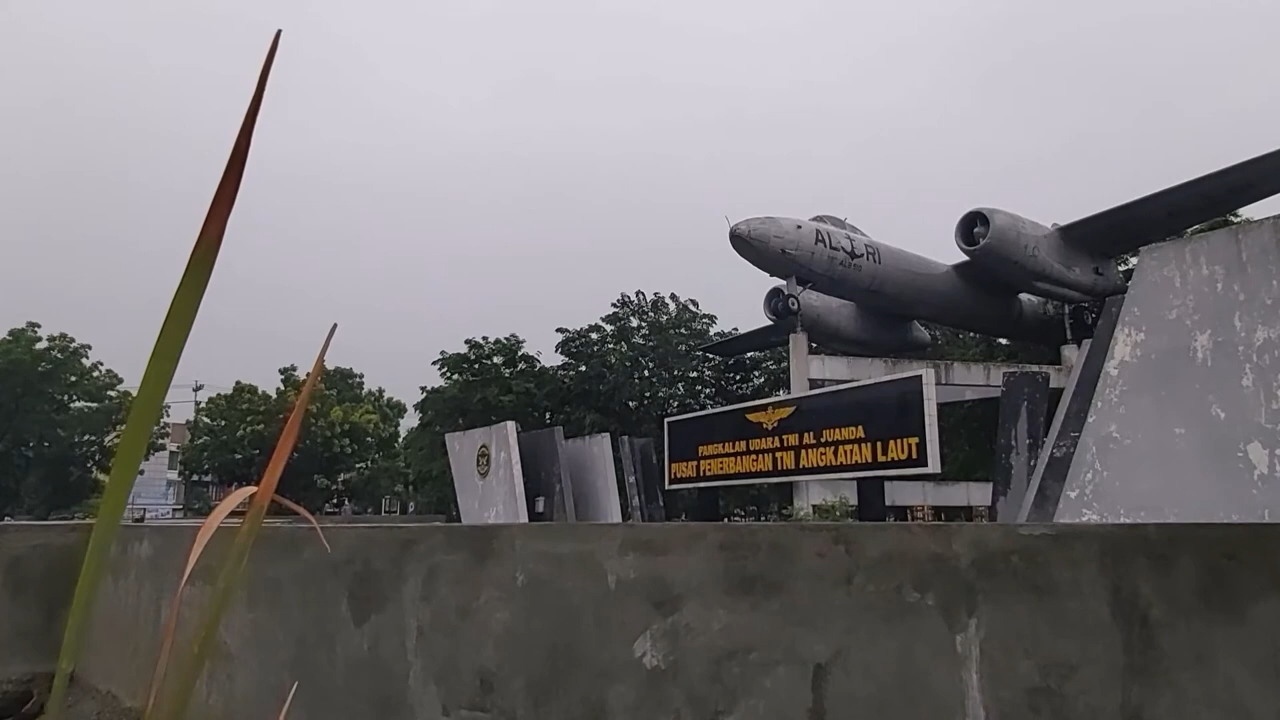 AL RI
PANGKALAN UDARA TNI AL JUANDA
PUSAT PENERBANGAN TNI ANGKATAN LAUT